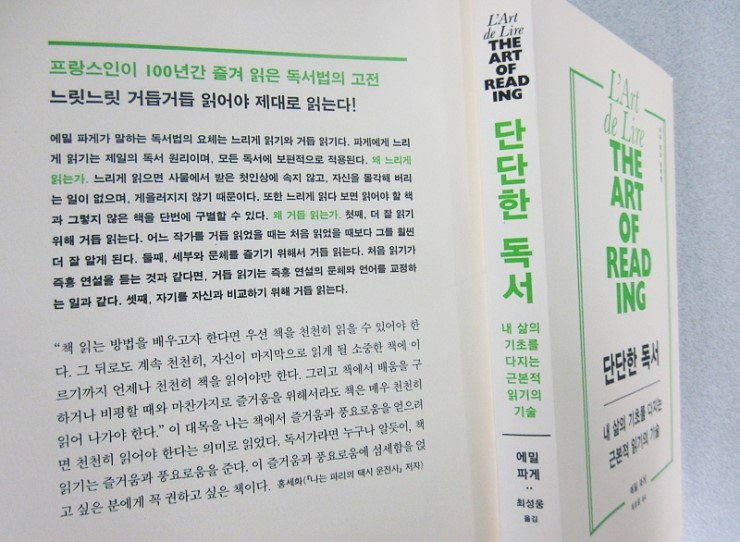 프랑스인이 100년간 즐겨 읽은 독서법의 고전
느릿느릿 거듭거듭 읽어야 제대로 읽는다!
에밀 파게가 말하는 독서법의 요체는 느리게 읽기와 거듭 읽기다. 파게에게 느리
게 읽기는 제일의 독서 원리이며, 모든 독서에 보편적으로 적용된다. 왜 느리게
읽는가. 느리게 읽으면 사물에서 받은 첫인상에 속지 않고, 자신을 몰각해 버리
는 일이 없으며, 게을러지지 않기 때문이다. 또한 느리게 읽다 보면 읽어야 할 책
과 그렇지 않은 책을 단번에 구별할 수 있다. 왜 거듭 읽는가. 첫째, 더 잘 읽기
위해 거듭 읽는다. 어느 작가를 거듭 읽었을 때는 처음 읽었을 때보다 그를 훨씬
더 잘 알게 된다. 둘째, 세부와 문체를 즐기기 위해서 거듭 읽는다. 처음 읽기가
즉흥 연설을 듣는 것과 같다면, 거듭 읽기는 즉흥 연설의 문체와 언어를 교정하
는 일과 같다. 셋째, 자기를 자신과 비교하기 위해 거듭 읽는다.
“책 읽는 방법을 배우고자 한다면 우선 책을 천천히 읽을 수 있어야 한
다. 그 뒤로도 계속 천천히, 자신이 마지막으로 읽게 될 소중한 책에 이
르기까지 언제나 천천히 책을 읽어야만 한다. 그리고 책에서 배움을 구
하거나 비평할 때와 마찬가지로 즐거움을 위해서라도 책은 매우 천천히
읽어 나가야 한다.” 이 대목을 나는 책에서 즐거움과 풍요로움을 얻으려
면 천천히 읽어야 한다는 의미로 읽었다. 독서가라면 누구나 알듯이, 책
읽기는 즐거움과 풍요로움을 준다. 이 즐거움과 풍요로움에 섬세함을 얹
고 싶은 분에게 꼭 권하고 싶은 책이다. 홍세화(『나는 빠리의 택시 운전사』 저자)
L'Art
de Lire
THE
ART
OF
READ
ING
단단한 독서
내 삶의
기초를
다지는
근본적
읽기의
기술
에밀
파게
최성웅
옮김
L'Art
de Lire
THE
ART
OF
READ
ING
단단한 독서
내 삶의 기초를 다지는
근본적 읽기의 기술
에밀 파게